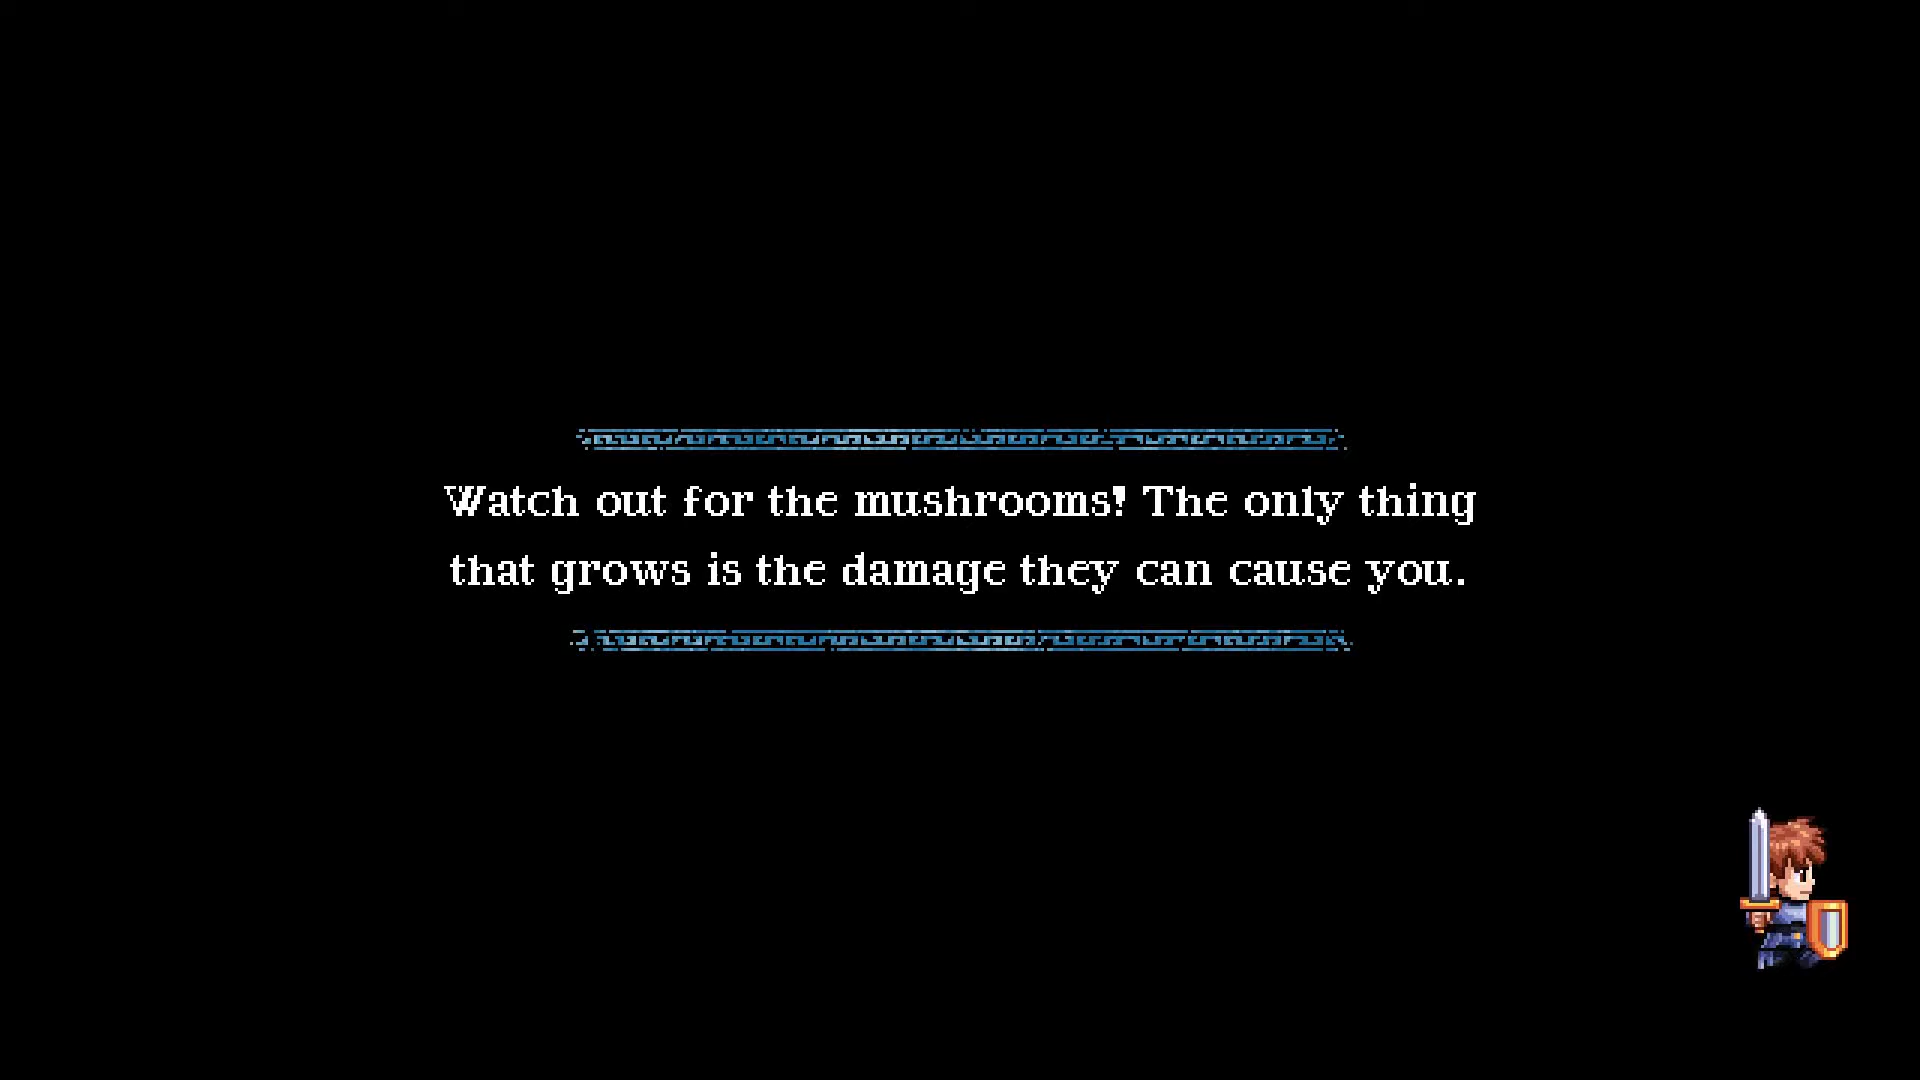 Watch out for the mushrooms! The only thing
that grows is the damage they can cause you.